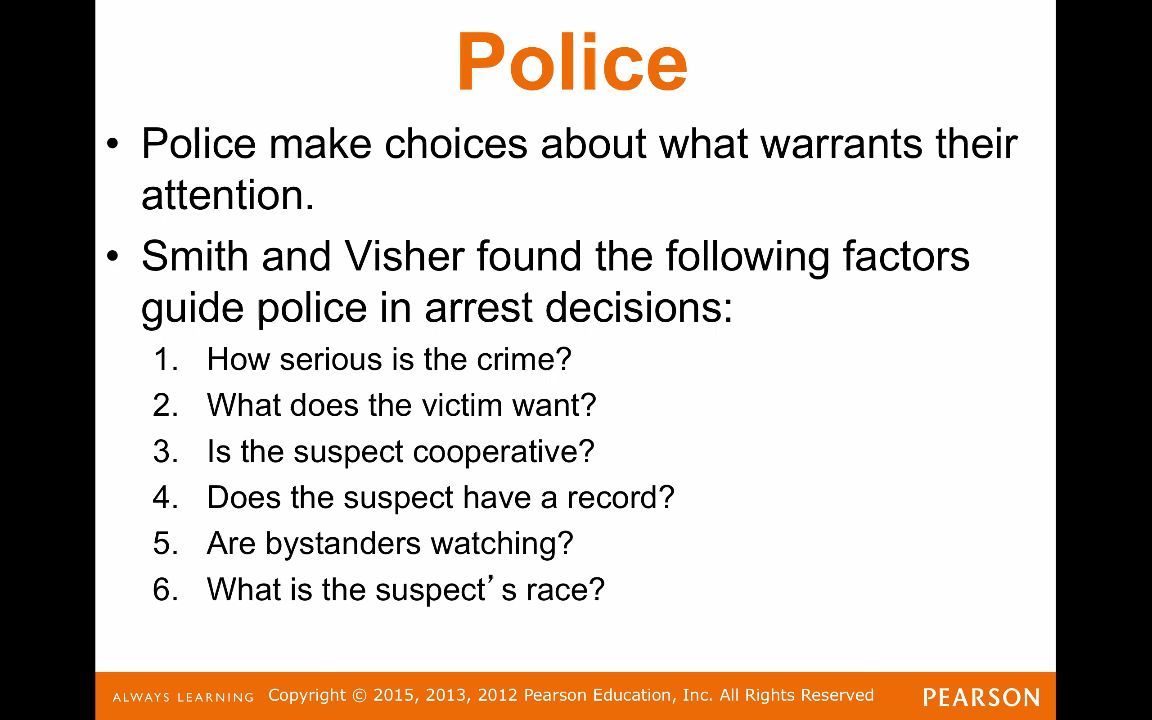 Police
• Police make choices about what warrants their
attention.
• Smith and Visher found the following factors
guide police in arrest decisions:
1. How serious is the crime?
2. What does the victim want?
3. Is the suspect cooperative?
4. Does the suspect have a record?
5. Are bystanders watching?
6. What is the suspect’s race?
ALWAYS LEARNING Copyright © 2015, 2013, 2012 Pearson Education, Inc. All Rights Reserved PEARSON